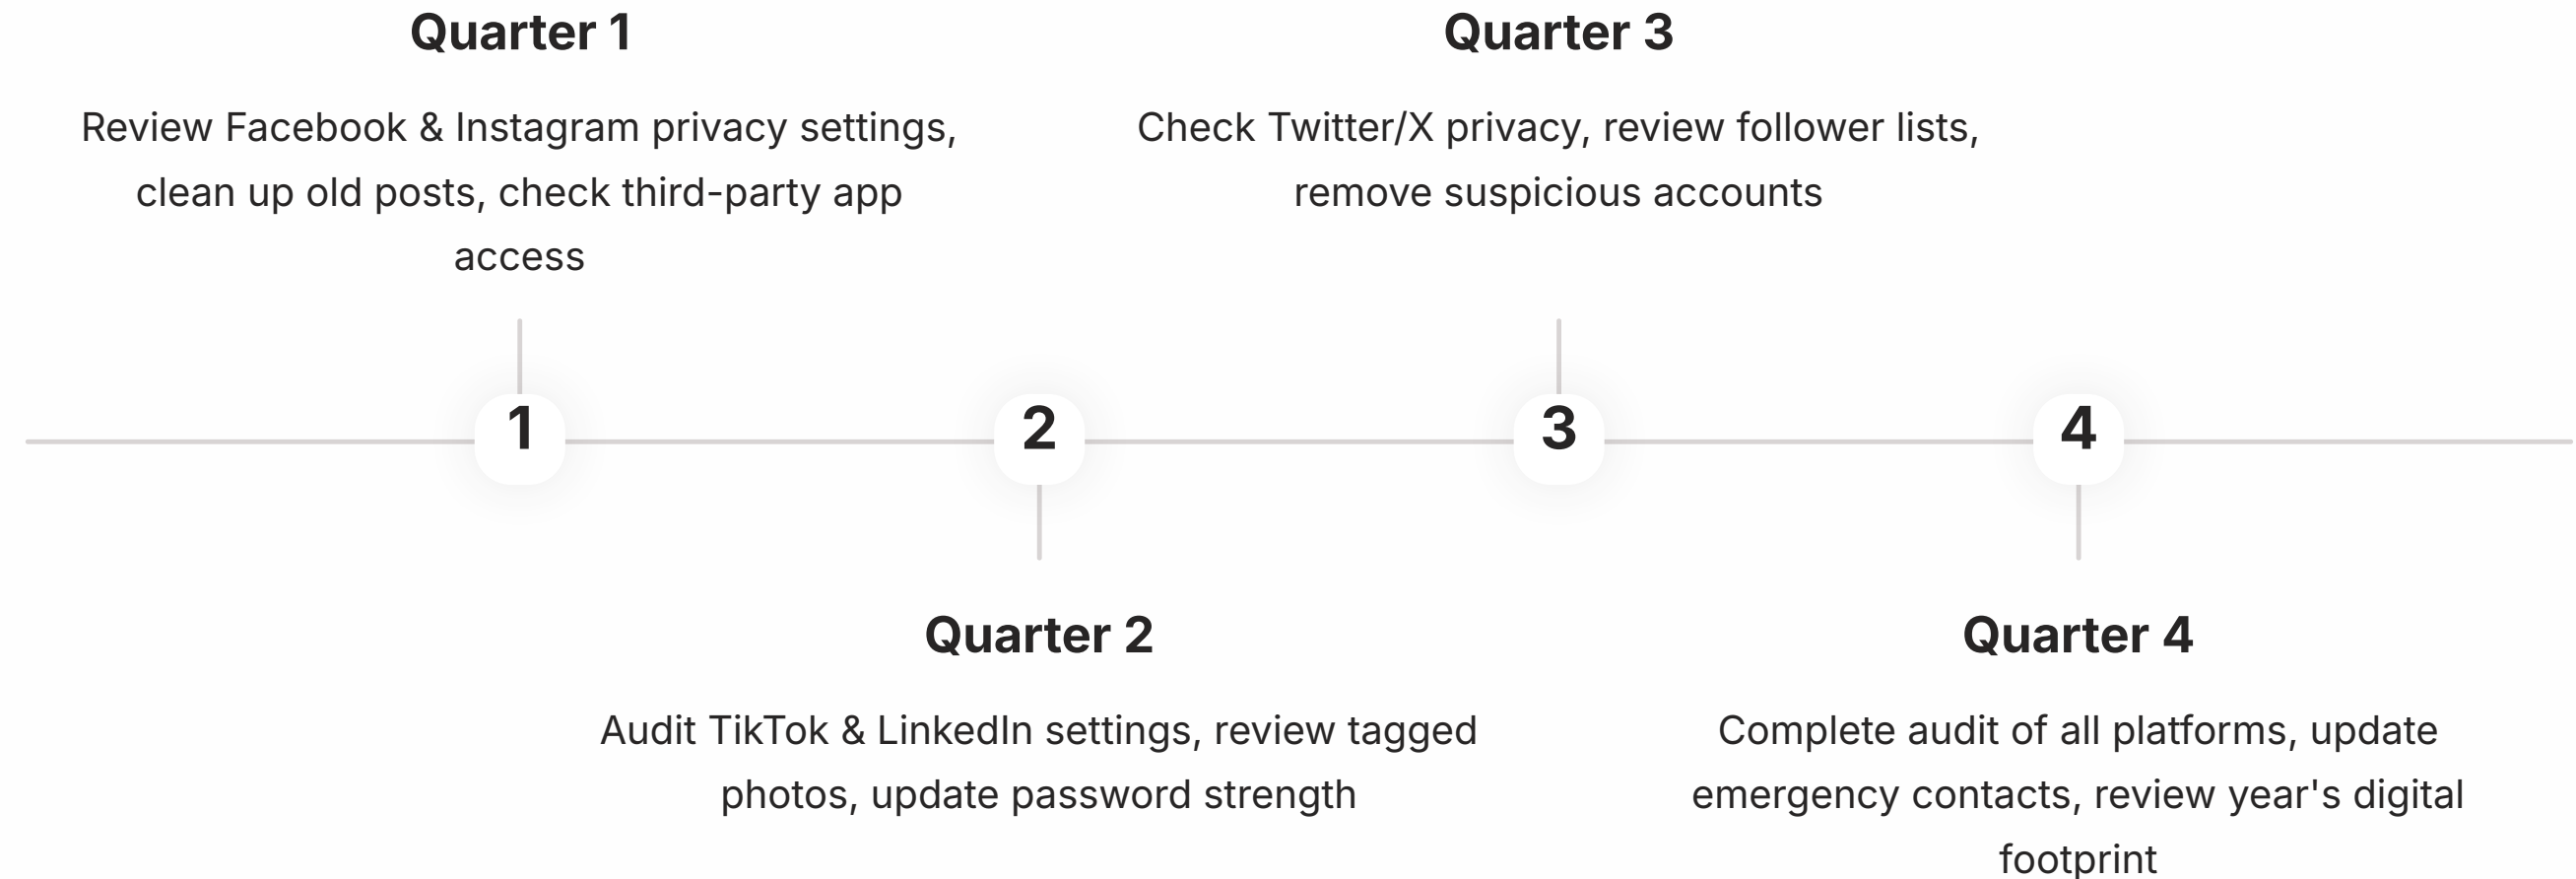 Quarter 1
Review Facebook & Instagram privacy settings,
clean up old posts, check third-party app
access
Quarter 3
Check Twitter/X privacy, review follower lists,
remove suspicious accounts
1
2
3
4
Quarter 2
Audit TikTok & LinkedIn settings, review tagged
photos, update password strength
Quarter 4
Complete audit of all platforms, update
emergency contacts, review year's digital
footprint